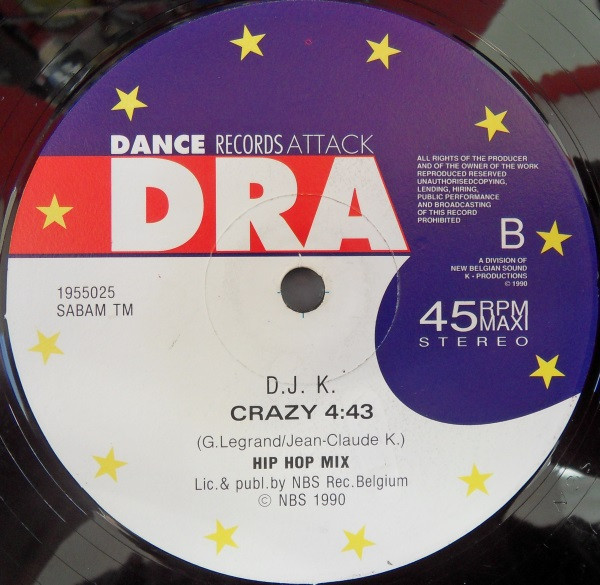 DANCE RECORDS ATTACK
DRA
ALL RIGHTS OF THE PRODUCER
AND OF THE OWNER OF THE WORK
REPRODUCED RESERVED
UNAUTHORISEDCOPYING,
LENDING, HIRING,
PUBLIC PERFORMANCE
AND BROADCASTING
OF THIS RECORD
PROHIBITED
B
A DIVISION OF
NEW BELGIAN SOUND
K - PRODUCTIONS
© 1990
1955025
SABAM TM
45 RPM
MAXI
STEREO
D.J. K.
CRAZY 4:43
(G.Legrand/Jean-Claude K.)
HIP HOP MIX
Lic.& publ.by NBS Rec.Belgium
© NBS 1990